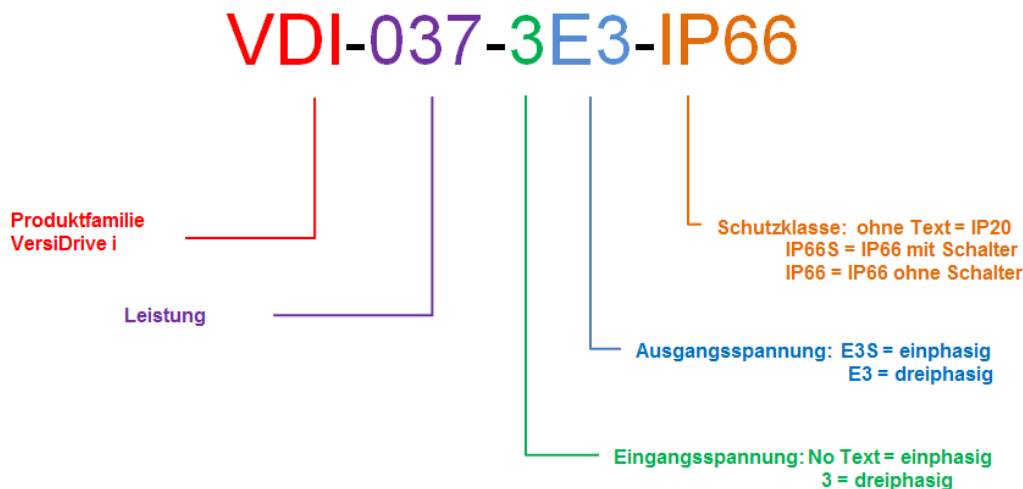 VDI-037-3E3-IP66
Produktfamilie
VersiDrive i
Schutzklasse: ohne Text = IP20
IP66S = IP66 mit Schalter
IP66 = IP66 ohne Schalter
Leistung
Ausgangsspannung: E3S = einphasig
E3 = dreiphasig
Eingangsspannung: No Text = einphasig
3 = dreiphasig